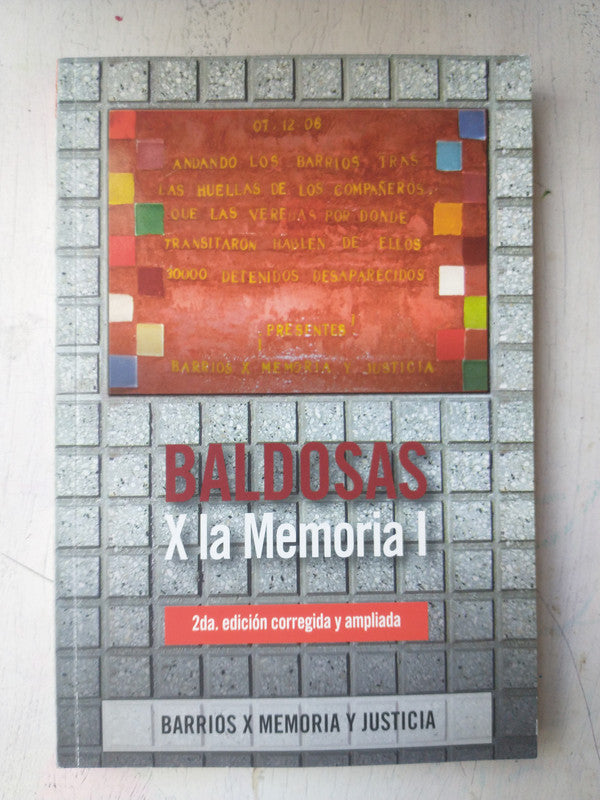 07·12·06
ANDANDO LOS BARRIOS TRAS
LAS HUELLAS DE LOS COMPAÑEROS,
QUE LAS VEREDAS POR DONDE
TRANSITARON HABLEN DE ELLOS
30000 DETENIDOS DESAPARECIDOS
¡PRESENTES!
BARRIOS X MEMORIA Y JUSTICIA
BALDOSAS
X la Memoria I
2da. edición corregida y ampliada
BARRIOS X MEMORIA Y JUSTICIA